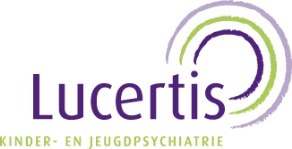 Lucertis
KINDER- EN JEUGDPSYCHIATRIE